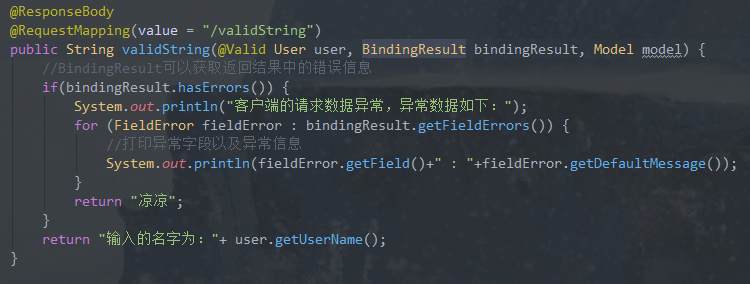 @ResponseBody
@RequestMapping(value = "/validString")
public String validString(@Valid User user, BindingResult bindingResult, Model model) {
//BindingResult可以获取返回结果中的错误信息
if(bindingResult.hasErrors()) {
System.out.println("客户端的请求数据异常，异常数据如下：");
for (FieldError fieldError : bindingResult.getFieldErrors()) {
//打印异常字段以及异常信息
System.out.println(fieldError.getField()+" : "+fieldError.getDefaultMessage());
}
return "凉凉";
}
return "输入的名字为："+ user.getUserName();
}